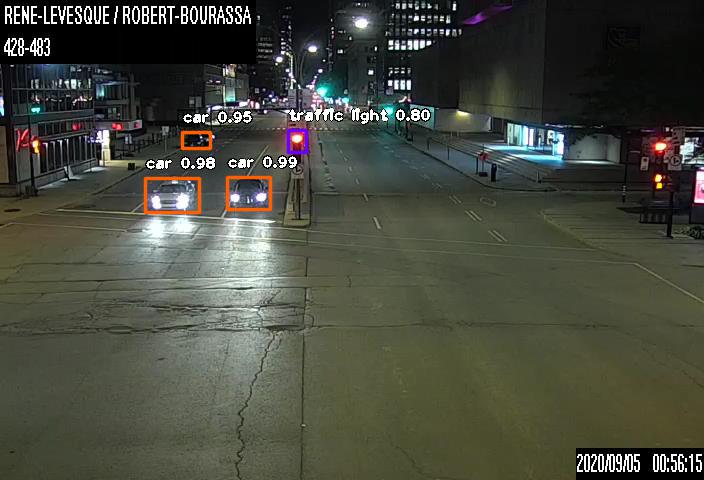 RENE-LEVESQUE / ROBERT-BOURASSA
428-483
car 0.95
traffic light 0.80
car 0.98
car 0.99
2020/09/05 00:56:15